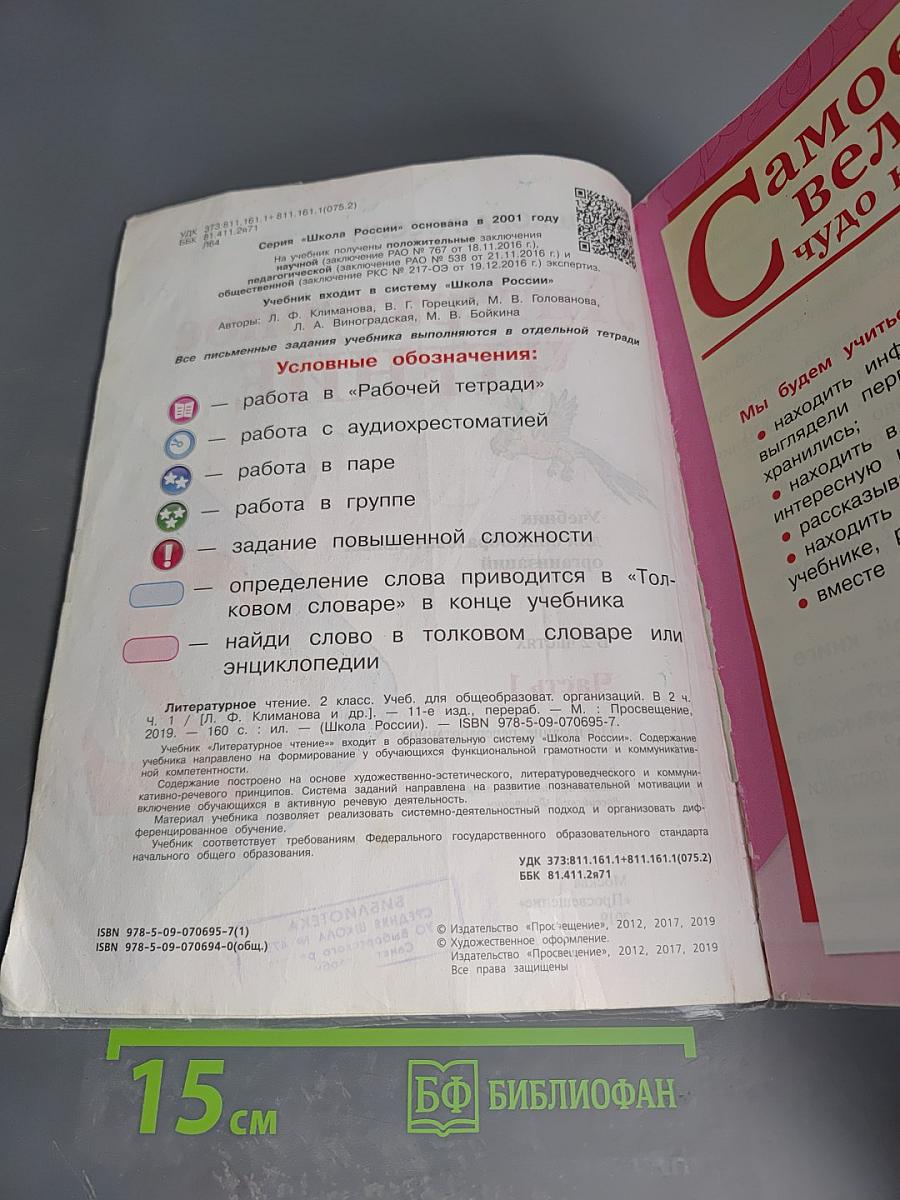 УДК 373:811.161.1+811.161.1(075.2)
ББК 81.411.2я71
Л64
Серия «Школа России» основана в 2001 году
На учебник получены положительные заключения
научной (заключение РАО № 767 от 18.11.2016 г.),
педагогической (заключение РАО № 538 от 21.11.2016 г.) и
общественной (заключение РКС № 217-ОЭ от 19.12.2016 г.) экспертиз.
Учебник входит в систему «Школа России»
Авторы: Л. Ф. Климанова, В. Г. Горецкий, М. В. Голованова,
Л. А. Виноградская, М. В. Бойкина
Все письменные задания учебника выполняются в отдельной тетради
Условные обозначения:
— работа в «Рабочей тетради»
— работа с аудиохрестоматией
— работа в паре
— работа в группе
— задание повышенной сложности
— определение слова приводится в «Тол-
ковом словаре» в конце учебника
— найди слово в толковом словаре или
энциклопедии
Литературное чтение. 2 класс. Учеб. для общеобразоват. организаций. В 2 ч.
Ч. 1 / [Л. Ф. Климанова и др.]. — 11-е изд., перераб. — М. : Просвещение,
2019. — 160 с. : ил. — (Школа России). — ISBN 978-5-09-070695-7.
Учебник «Литературное чтение»» входит в образовательную систему «Школа России». Содержание
учебника направлено на формирование у обучающихся функциональной грамотности и коммуникатив-
ной компетентности.
Содержание построено на основе художественно-эстетического, литературоведческого и коммуни-
кативно-речевого принципов. Система заданий направлена на развитие познавательной мотивации и
включение обучающихся в активную речевую деятельность.
Материал учебника позволяет реализовать системно-деятельностный подход и организовать диф-
ференцированное обучение.
Учебник соответствует требованиям Федерального государственного образовательного стандарта
начального общего образования.
УДК 373:811.161.1+811.161.1(075.2)
ББК 81.411.2я71
ISBN 978-5-09-070695-7(1)
ISBN 978-5-09-070694-0(общ.)
© Издательство «Просвещение», 2012, 2017, 2019
© Художественное оформление.
Издательство «Просвещение», 2012, 2017, 2019
Все права защищены
БИБЛИОТЕКА
СРЕДНЯЯ ШКОЛА №
Выборгского
Самое
вел
чудо н
Мы будем учитьс
• находить инф
выглядели перв
хранились;
• находить в
интересную
• рассказыв
• находить
учебнике, р
• вместе
15 см
БФ БИБЛИОФАН